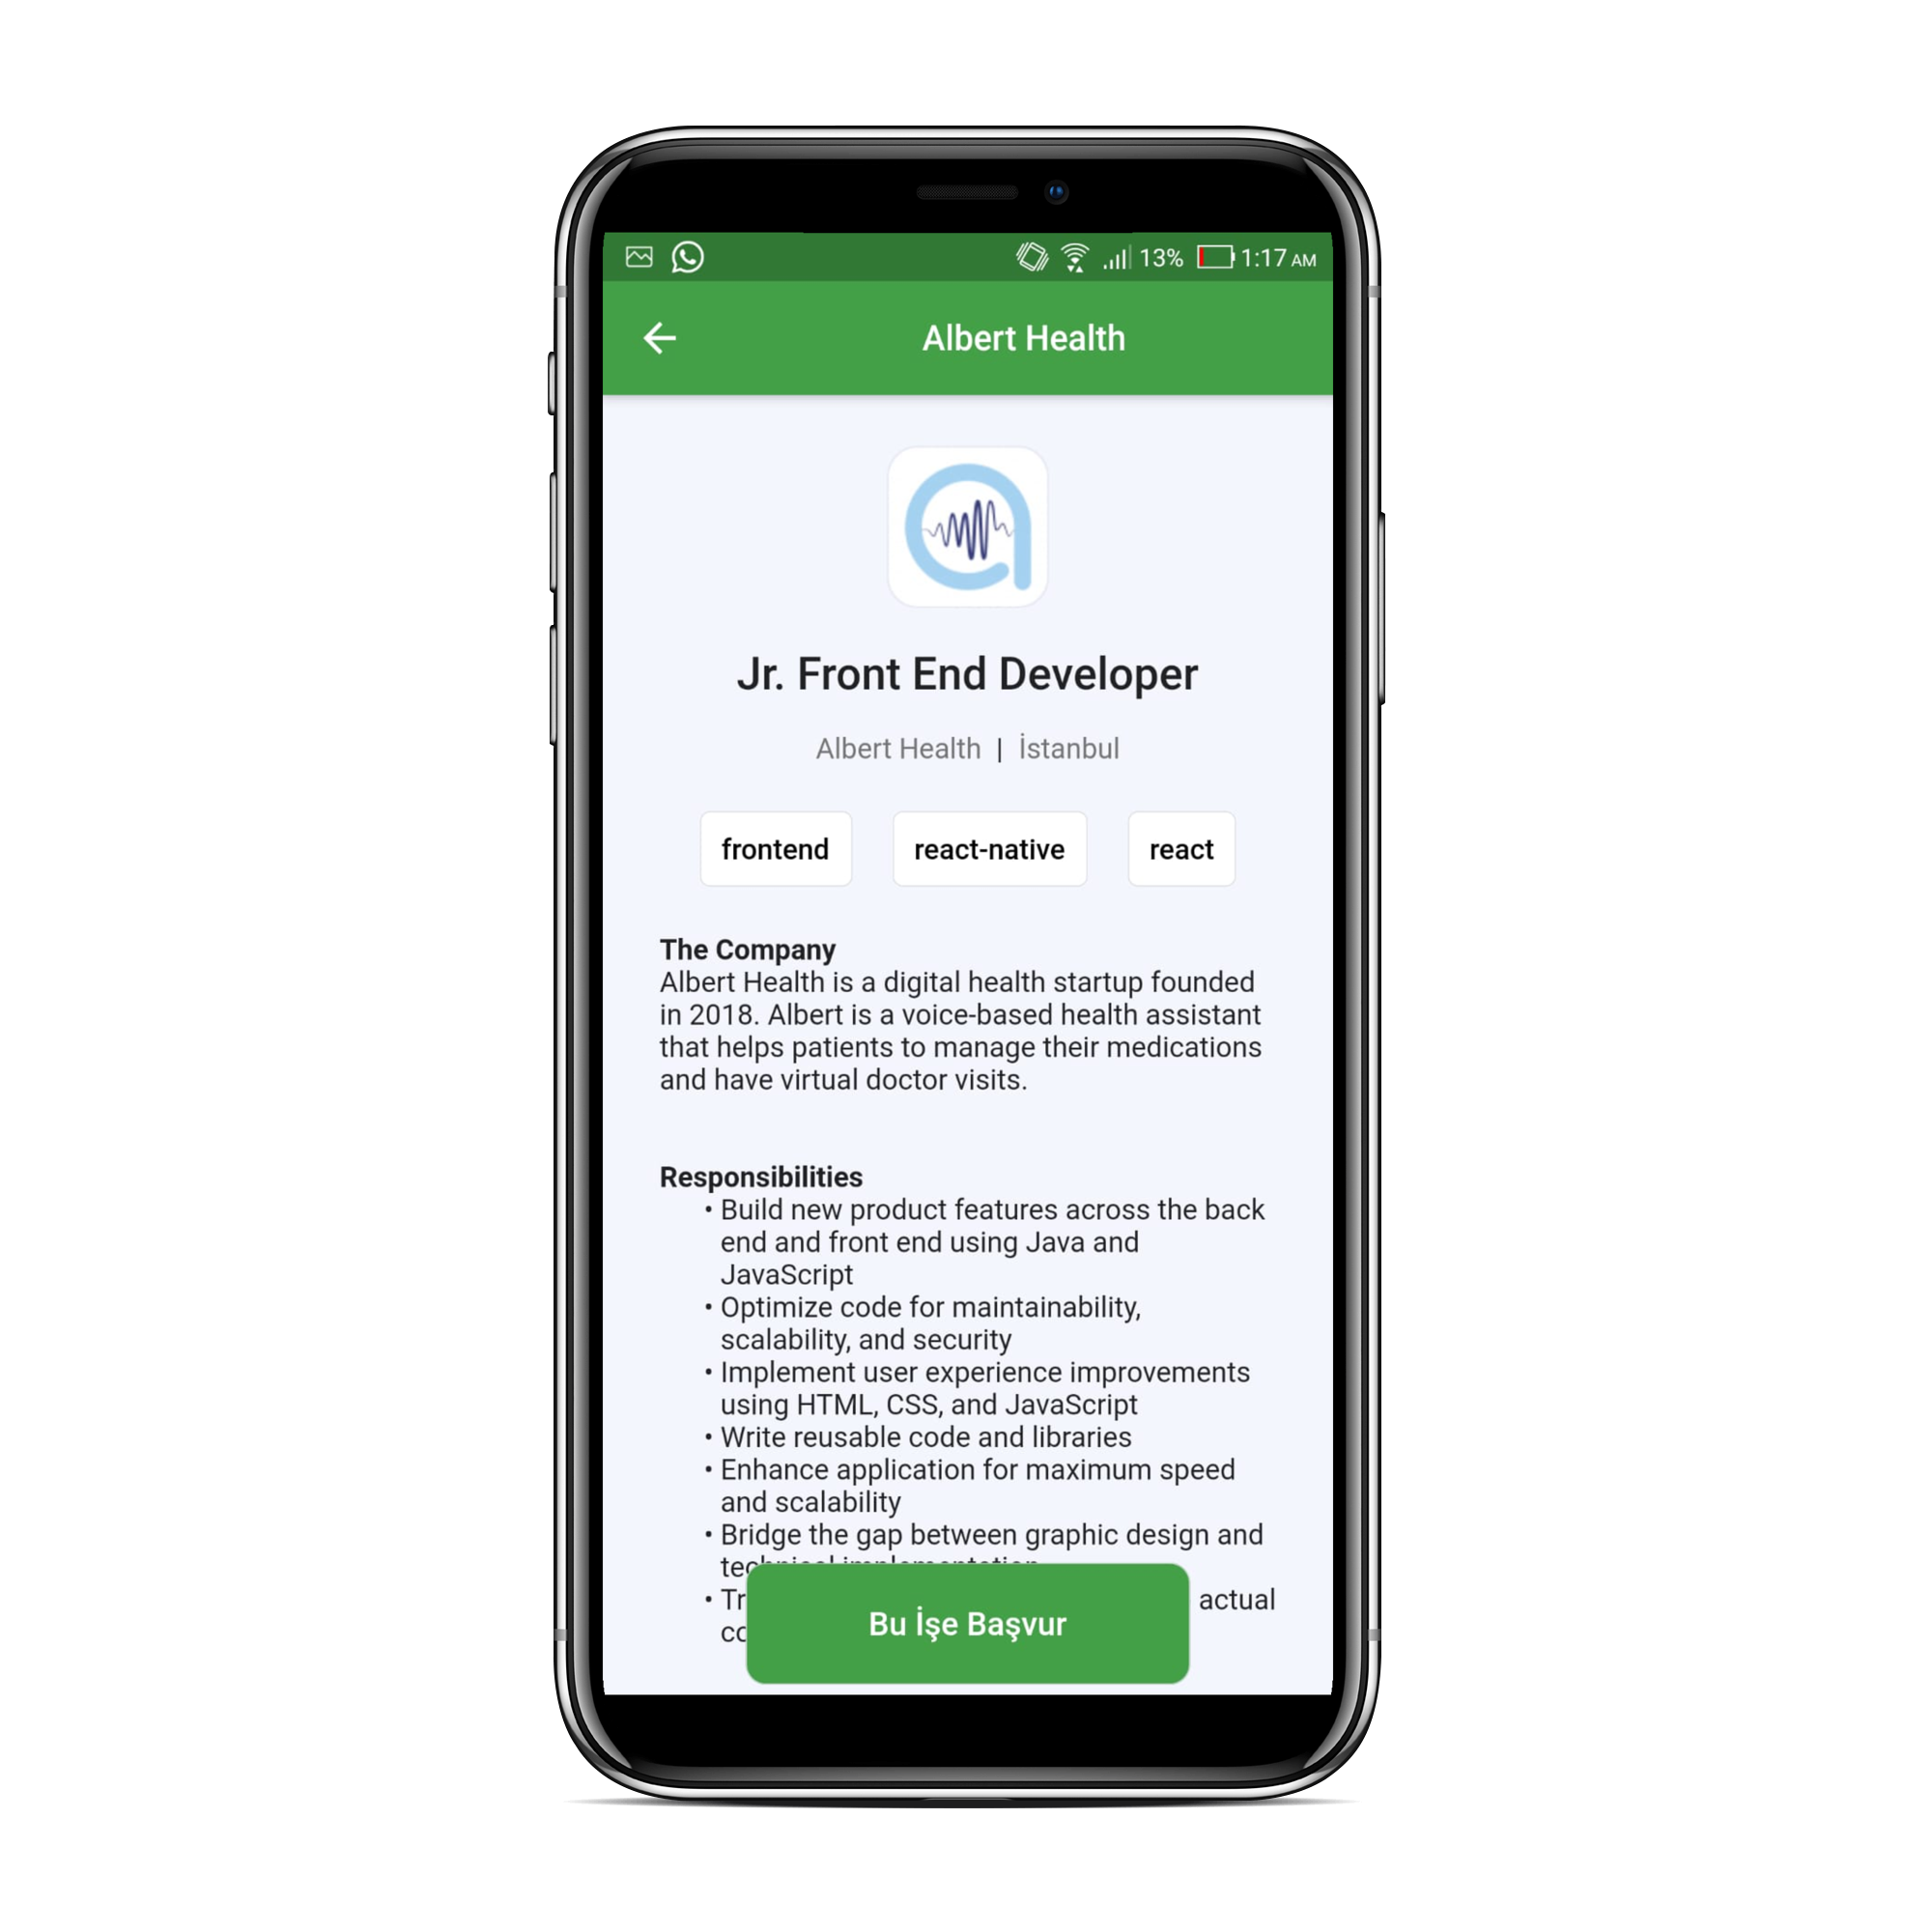 13% 1:17 AM
Albert Health
Jr. Front End Developer
Albert Health | İstanbul
frontend react-native react
The Company
Albert Health is a digital health startup founded
in 2018. Albert is a voice-based health assistant
that helps patients to manage their medications
and have virtual doctor visits.
Responsibilities
• Build new product features across the back
end and front end using Java and
JavaScript
• Optimize code for maintainability,
scalability, and security
• Implement user experience improvements
using HTML, CSS, and JavaScript
• Write reusable code and libraries
• Enhance application for maximum speed
and scalability
• Bridge the gap between graphic design and
technical implementation
• actual
Bu İşe Başvur